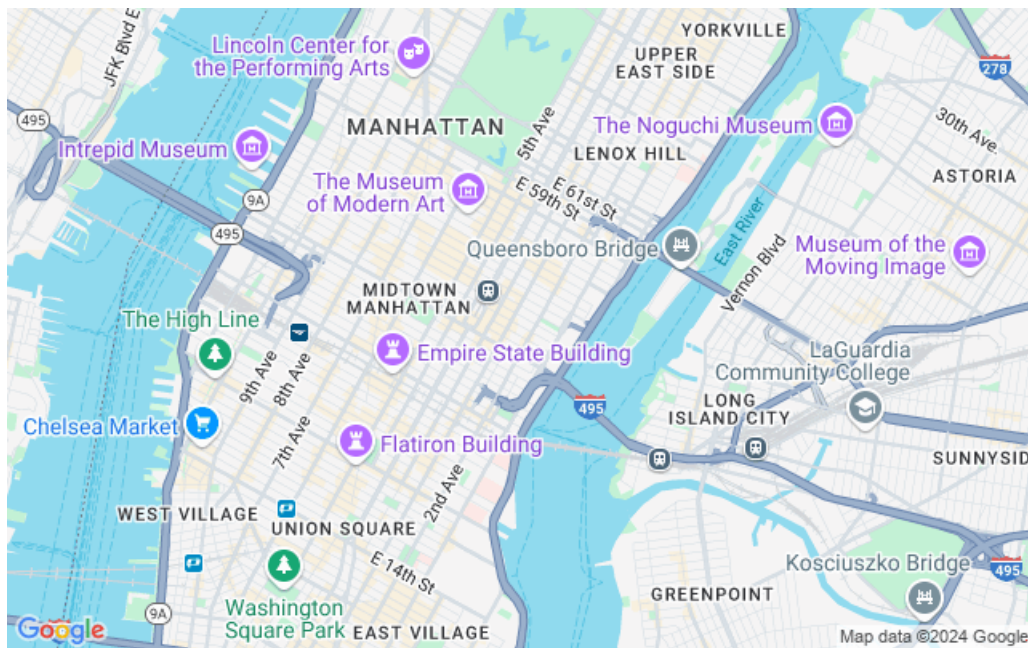 JFK Blvd E
Lincoln Center for
the Performing Arts
YORKVILLE
UPPER
EAST SIDE
278
495
MANHATTAN
5th Ave
The Noguchi Museum
30th Ave.
Intrepid Museum
LENOX HILL
The Museum
of Modern Art
E 61st St
E 59th St
ASTORIA
9A
495
Queensboro Bridge
East River
Vernon Blvd
Museum of the
Moving Image
MIDTOWN
MANHATTAN
The High Line
Empire State Building
LaGuardia
Community College
9th Ave
8th Ave
495
LONG
ISLAND CITY
Chelsea Market
7th Ave
Flatiron Building
2nd Ave
SUNNYSID
WEST VILLAGE
UNION SQUARE
E 14th St
Kosciuszko Bridge
495
GREENPOINT
Washington
Square Park
9A
EAST VILLAGE
Google
Map data ©2024 Google